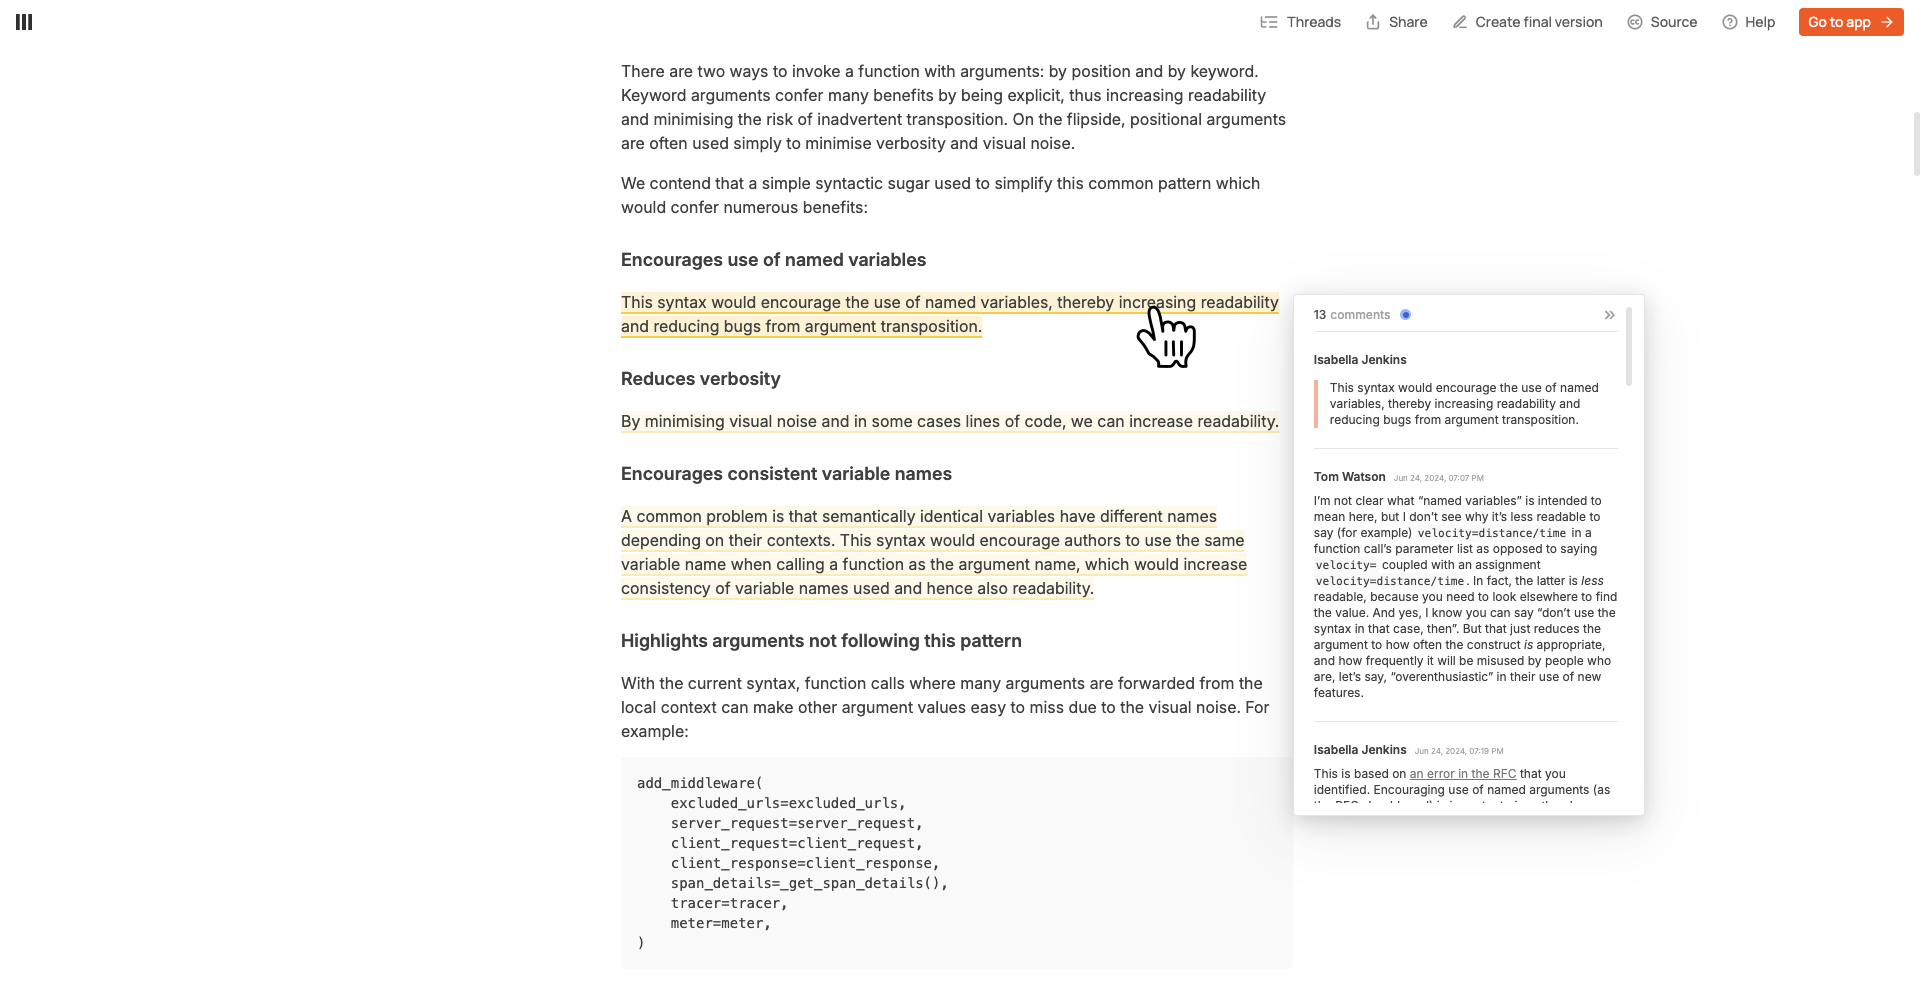 Threads
Share
Create final version
Source
Help
Go to app
There are two ways to invoke a function with arguments: by position and by keyword.
Keyword arguments confer many benefits by being explicit, thus increasing readability
and minimising the risk of inadvertent transposition. On the flipside, positional arguments
are often used simply to minimise verbosity and visual noise.
We contend that a simple syntactic sugar used to simplify this common pattern which
would confer numerous benefits:
Encourages use of named variables
This syntax would encourage the use of named variables, thereby increasing readability
and reducing bugs from argument transposition.
Reduces verbosity
By minimising visual noise and in some cases lines of code, we can increase readability.
Encourages consistent variable names
A common problem is that semantically identical variables have different names
depending on their contexts. This syntax would encourage authors to use the same
variable name when calling a function as the argument name, which would increase
consistency of variable names used and hence also readability.
Highlights arguments not following this pattern
With the current syntax, function calls where many arguments are forwarded from the
local context can make other argument values easy to miss due to the visual noise. For
example:
add_middleware(
    excluded_urls=excluded_urls,
    server_request=server_request,
    client_request=client_request,
    client_response=client_response,
    span_details=_get_span_details(),
    tracer=tracer,
    meter=meter,
)
13 comments
Isabella Jenkins
This syntax would encourage the use of named
variables, thereby increasing readability and
reducing bugs from argument transposition.
Tom Watson Jun 24, 2024, 07:07 PM
I’m not clear what “named variables” is intended to
mean here, but I don’t see why it’s less readable to
say (for example) velocity=distance/time in a
function call’s parameter list as opposed to saying
velocity= coupled with an assignment
velocity=distance/time. In fact, the latter is less
readable, because you need to look elsewhere to find
the value. And yes, I know you can say “don’t use the
syntax in that case, then”. But that just reduces the
argument to how often the construct is appropriate,
and how frequently it will be misused by people who
are, let’s say, “overenthusiastic” in their use of new
features.
Isabella Jenkins Jun 24, 2024, 07:19 PM
This is based on an error in the RFC that you
identified. Encouraging use of named arguments (as